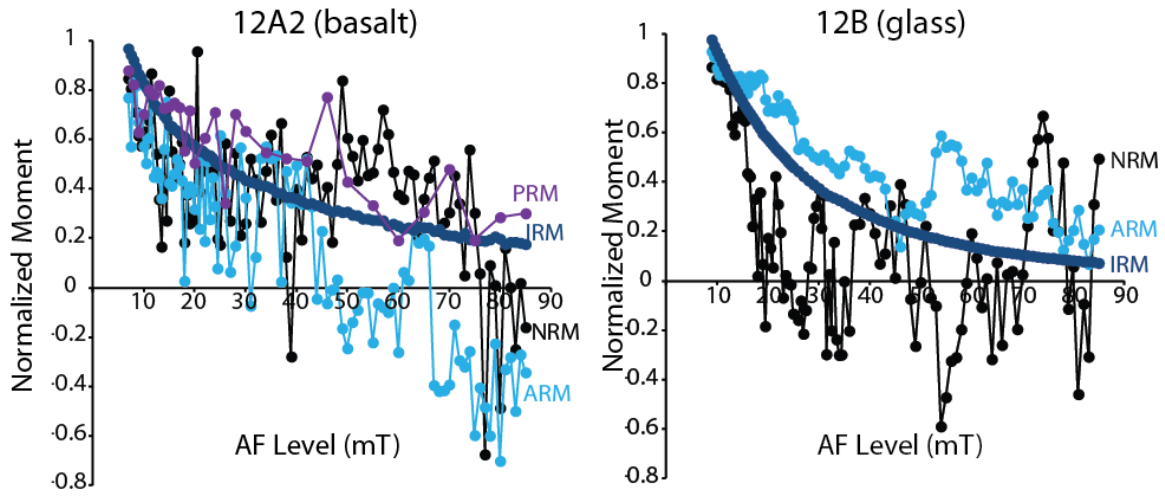 12A2 (basalt)
Normalized Moment
1
0.8
0.6
0.4
0.2
0
-0.2
-0.4
-0.6
-0.8
10 20 30 40 50 60 70 80 90
PRM
IRM
NRM
ARM
AF Level (mT)
12B (glass)
Normalized Moment
1
0.8
0.6
0.4
0.2
0
-0.2
-0.4
-0.6
-0.8
10 20 30 40 50 60 70 80 90
NRM
ARM
IRM
AF Level (mT)